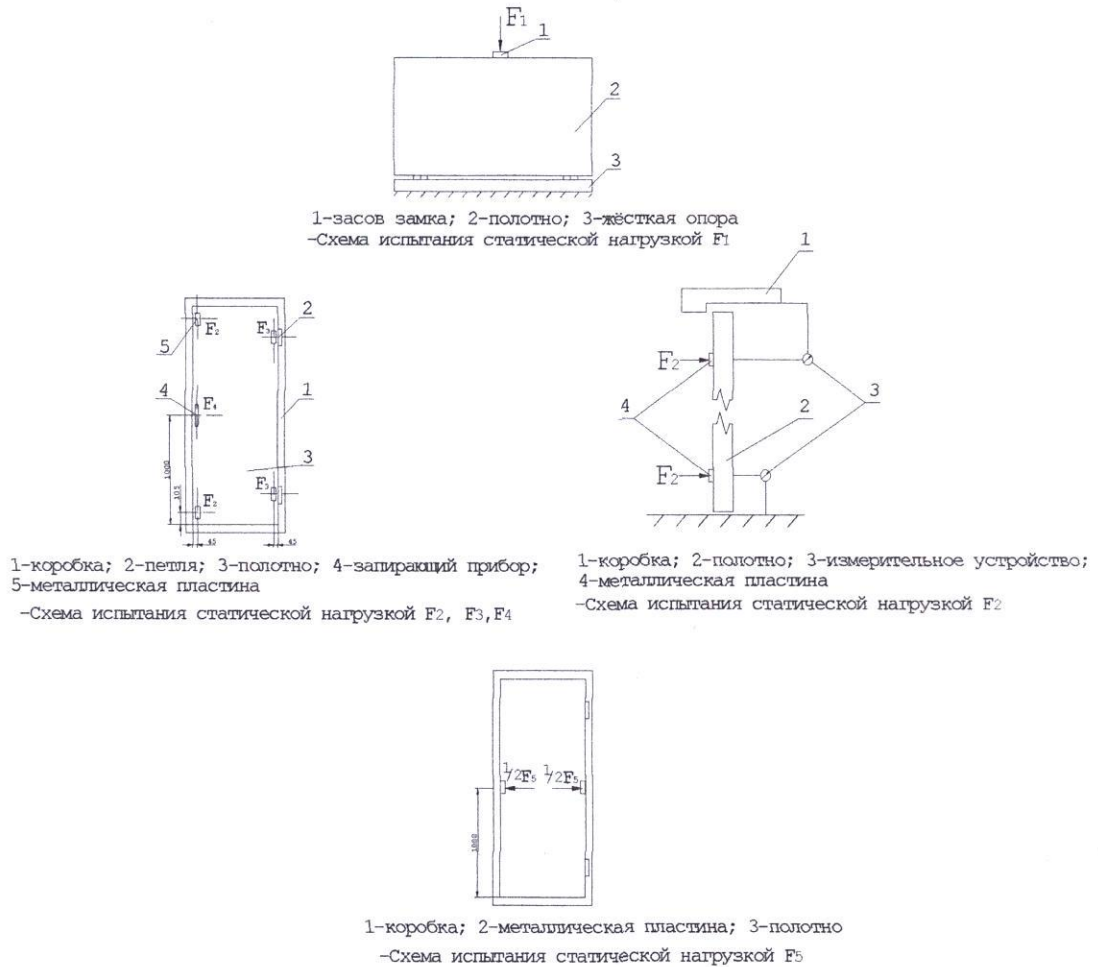 F1
1
2
3
1-засов замка; 2-полотно; 3-жёсткая опора
-Схема испытания статической нагрузкой F1
F2
F3
2
5
4
F4
1
3
1000
105
F2
F3
45
45
1-коробка; 2-петля; 3-полотно; 4-запирающий прибор;
5-металлическая пластина
-Схема испытания статической нагрузкой F2, F3,F4
1
F2
4
3
2
F2
1-коробка; 2-полотно; 3-измерительное устройство;
4-металлическая пластина
-Схема испытания статической нагрузкой F2
1/2F5 1/2F5
1000
1-коробка; 2-металлическая пластина; 3-полотно
-Схема испытания статической нагрузкой F5